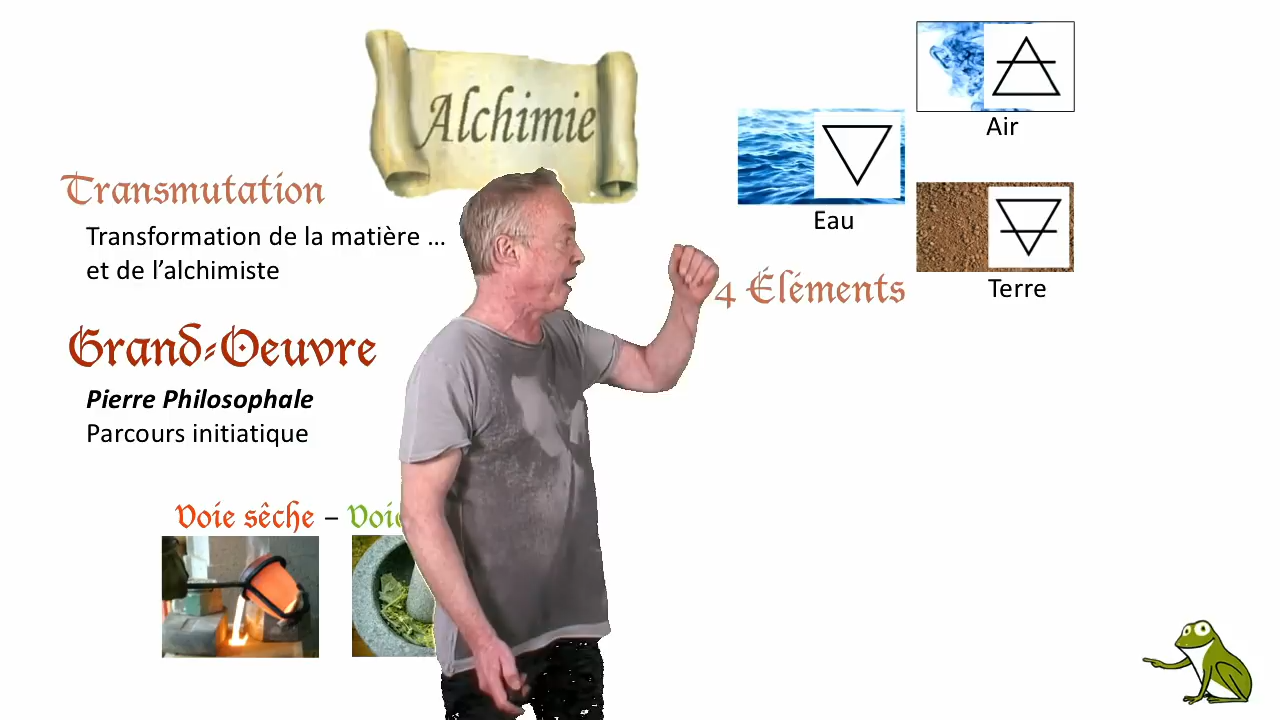 Alchimie
Transmutation
Transformation de la matière ...
et de l'alchimiste
Grand-Oeuvre
Pierre Philosophale
Parcours initiatique
Voie sêche –
Air
Eau
4 Éléments
Terre